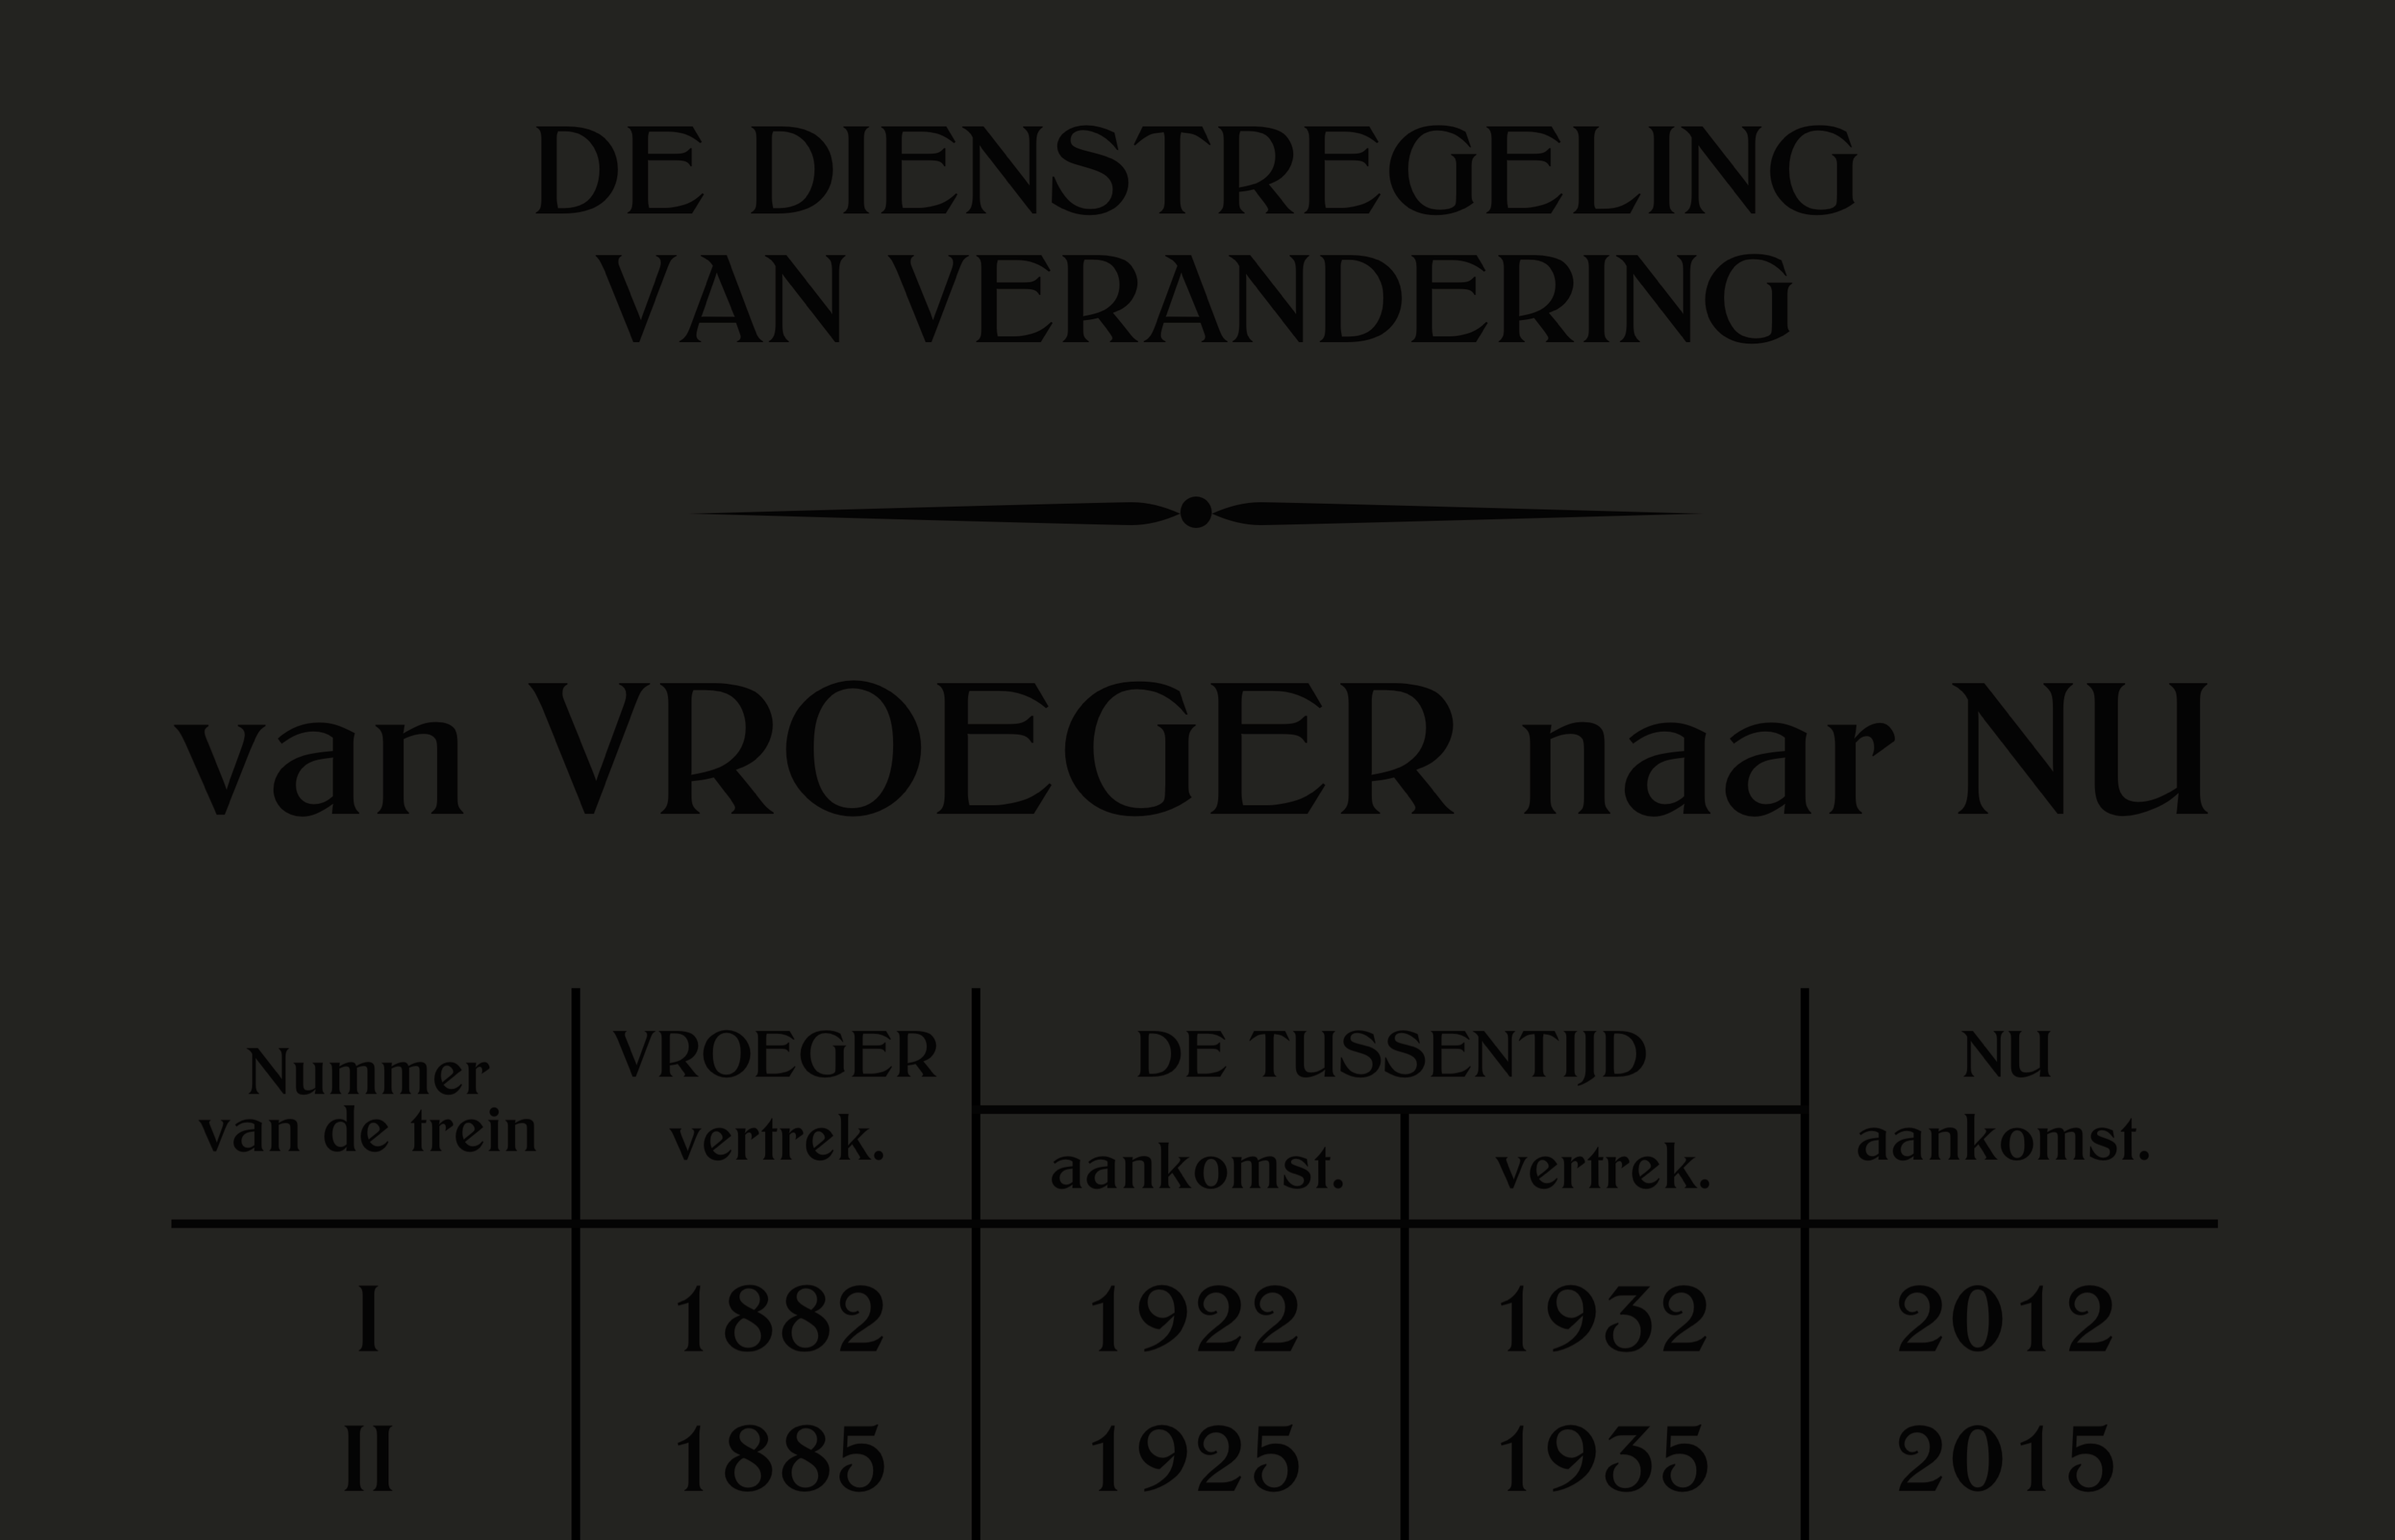 DE DIENSTREGELING
VAN VERANDERING
van VROEGER naar NU
Nummer
van de trein
VROEGER
vertrek.
DE TUSSENTIJD
aankomst.
vertrek.
NU
aankomst.
I 1882 1922 1932 2012
II 1885 1925 1935 2015